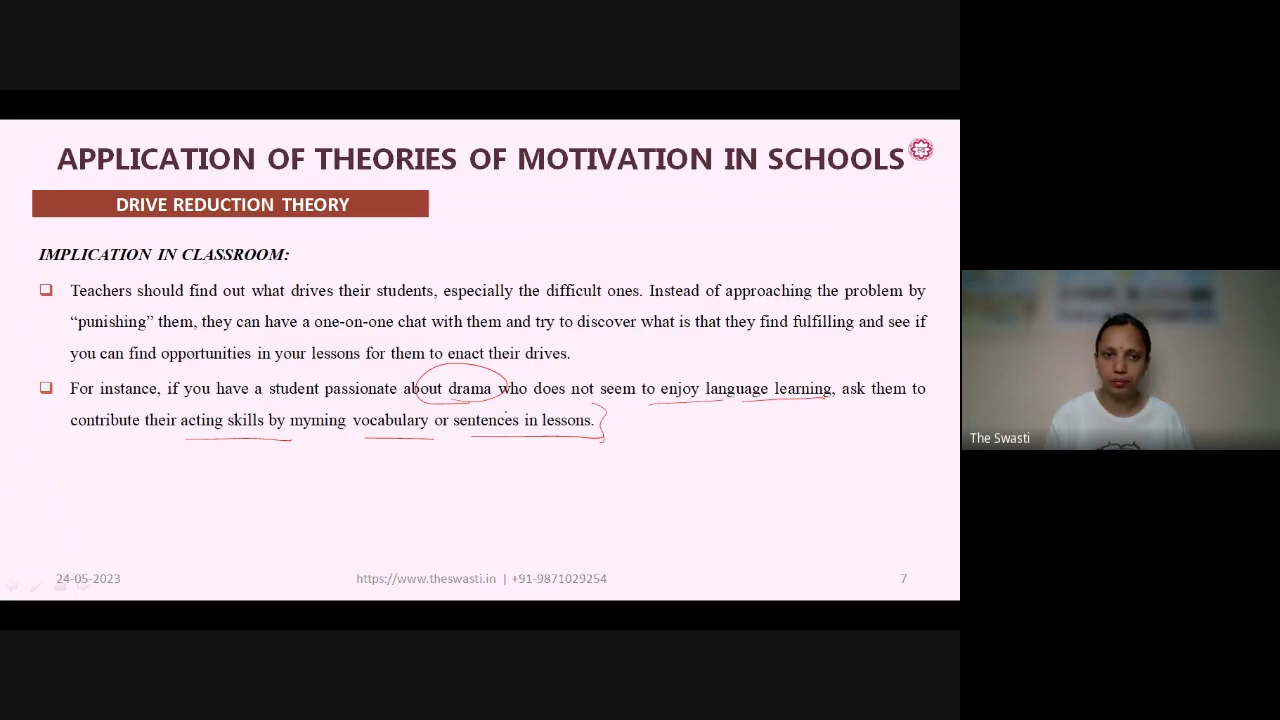 APPLICATION OF THEORIES OF MOTIVATION IN SCHOOLS
DRIVE REDUCTION THEORY
IMPLICATION IN CLASSROOM:
Teachers should find out what drives their students, especially the difficult ones. Instead of approaching the problem by
“punishing” them, they can have a one-on-one chat with them and try to discover what is that they find fulfilling and see if
you can find opportunities in your lessons for them to enact their drives.
For instance, if you have a student passionate about drama who does not seem to enjoy language learning, ask them to
contribute their acting skills by myming vocabulary or sentences in lessons.
The Swasti
24-05-2023
https://www.theswasti.in | +91-9871029254
7